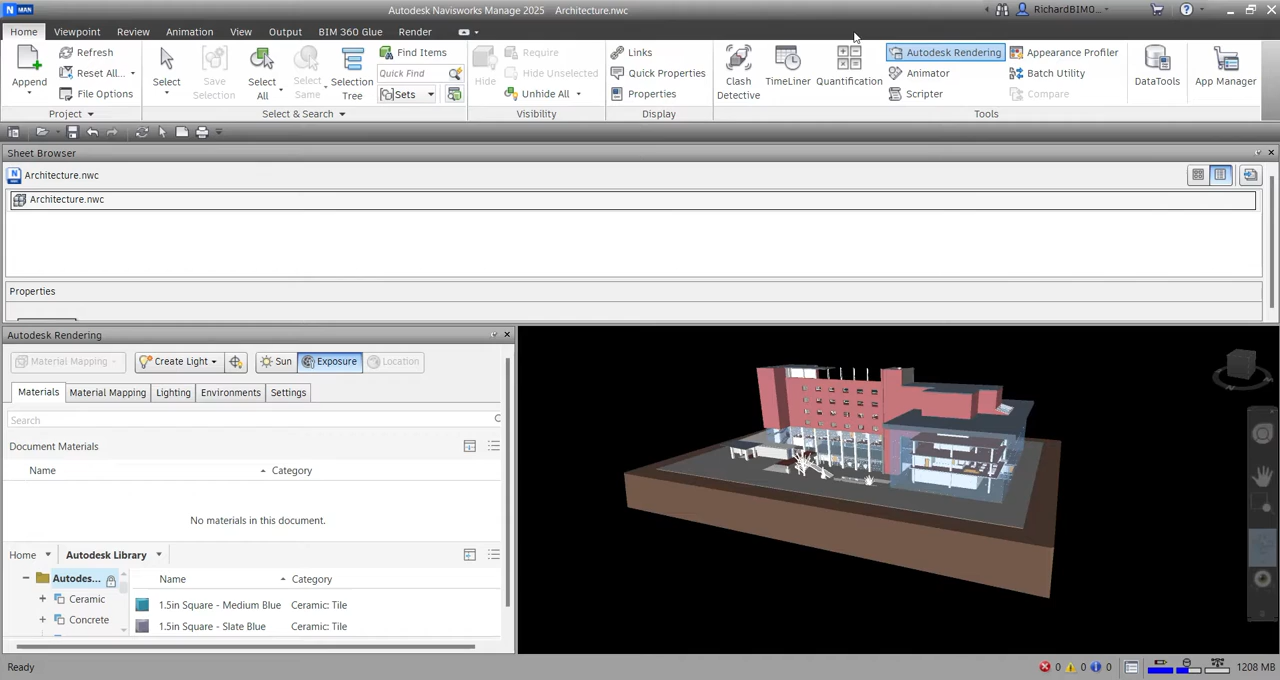 N MAN Autodesk Navisworks Manage 2025 Architecture.nwc RichardBIMO...
Home Viewpoint Review Animation View Output BIM 360 Glue Render
Append Refresh Select Save Selection Select All Select Same Selection Tree Find Items Hide Require Links Clash Detective TimeLiner Quantification Autodesk Rendering Appearance Profiler DataTools App Manager
Reset All... Quick Find Hide Unselected Quick Properties Animator Batch Utility
File Options Sets Unhide All Properties Scripter Compare
Project Select & Search Visibility Display Tools
Sheet Browser
Architecture.nwc
Architecture.nwc
Properties
Autodesk Rendering
Material Mapping Create Light Sun Exposure Location
Materials Material Mapping Lighting Environments Settings
Search
Document Materials
Name Category
No materials in this document.
Home Autodesk Library
Autodes... Name Category
Ceramic 1.5in Square - Medium Blue Ceramic: Tile
Concrete 1.5in Square - Slate Blue Ceramic: Tile
Ready 0 0 0 1208 MB